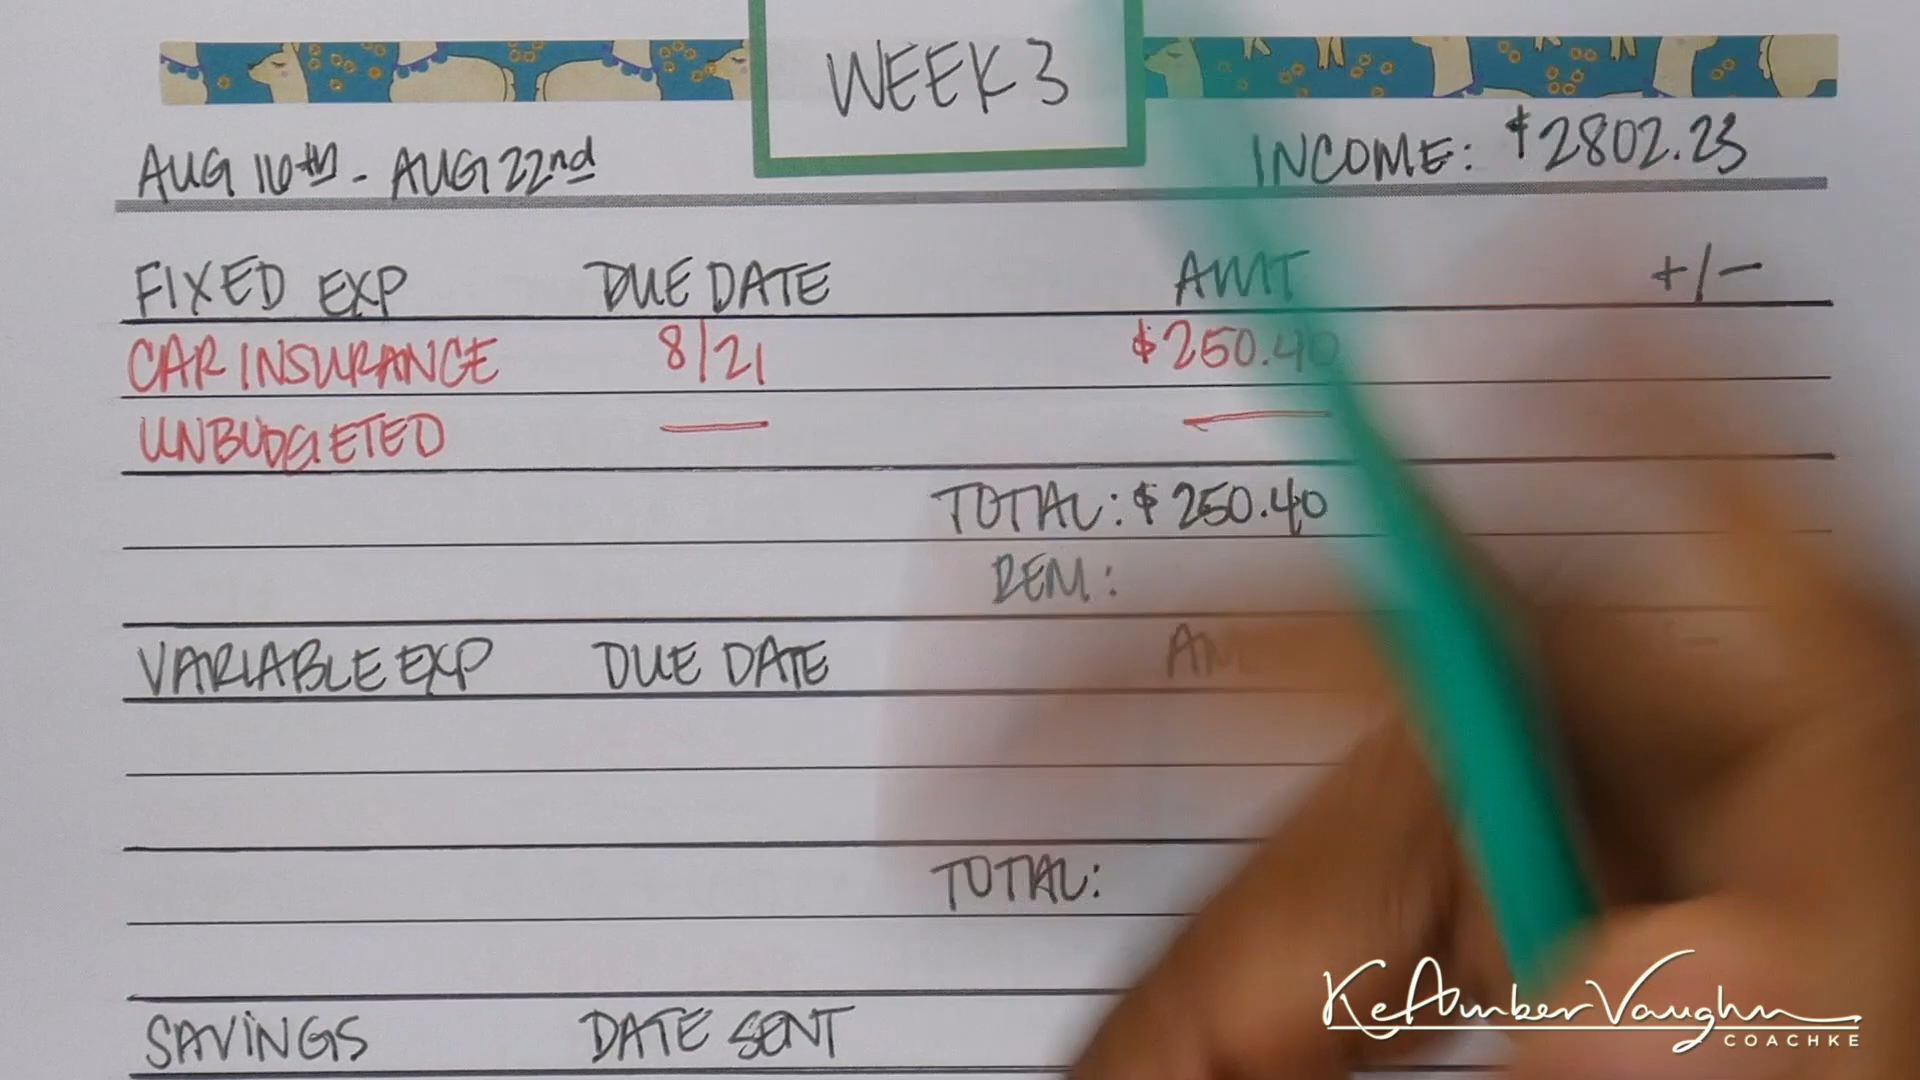 WEEK 3
AUG 16th - AUG 22nd INCOME: $2802.23
FIXED EXP DUE DATE AMT +/-
CAR INSURANCE 8/21 $250.40
UNBUDGETED — —
TOTAL: $250.40
REM:
VARIABLE EXP DUE DATE
TOTAL:
SAVINGS DATE SENT
KeAmber Vaughn
COACHKE